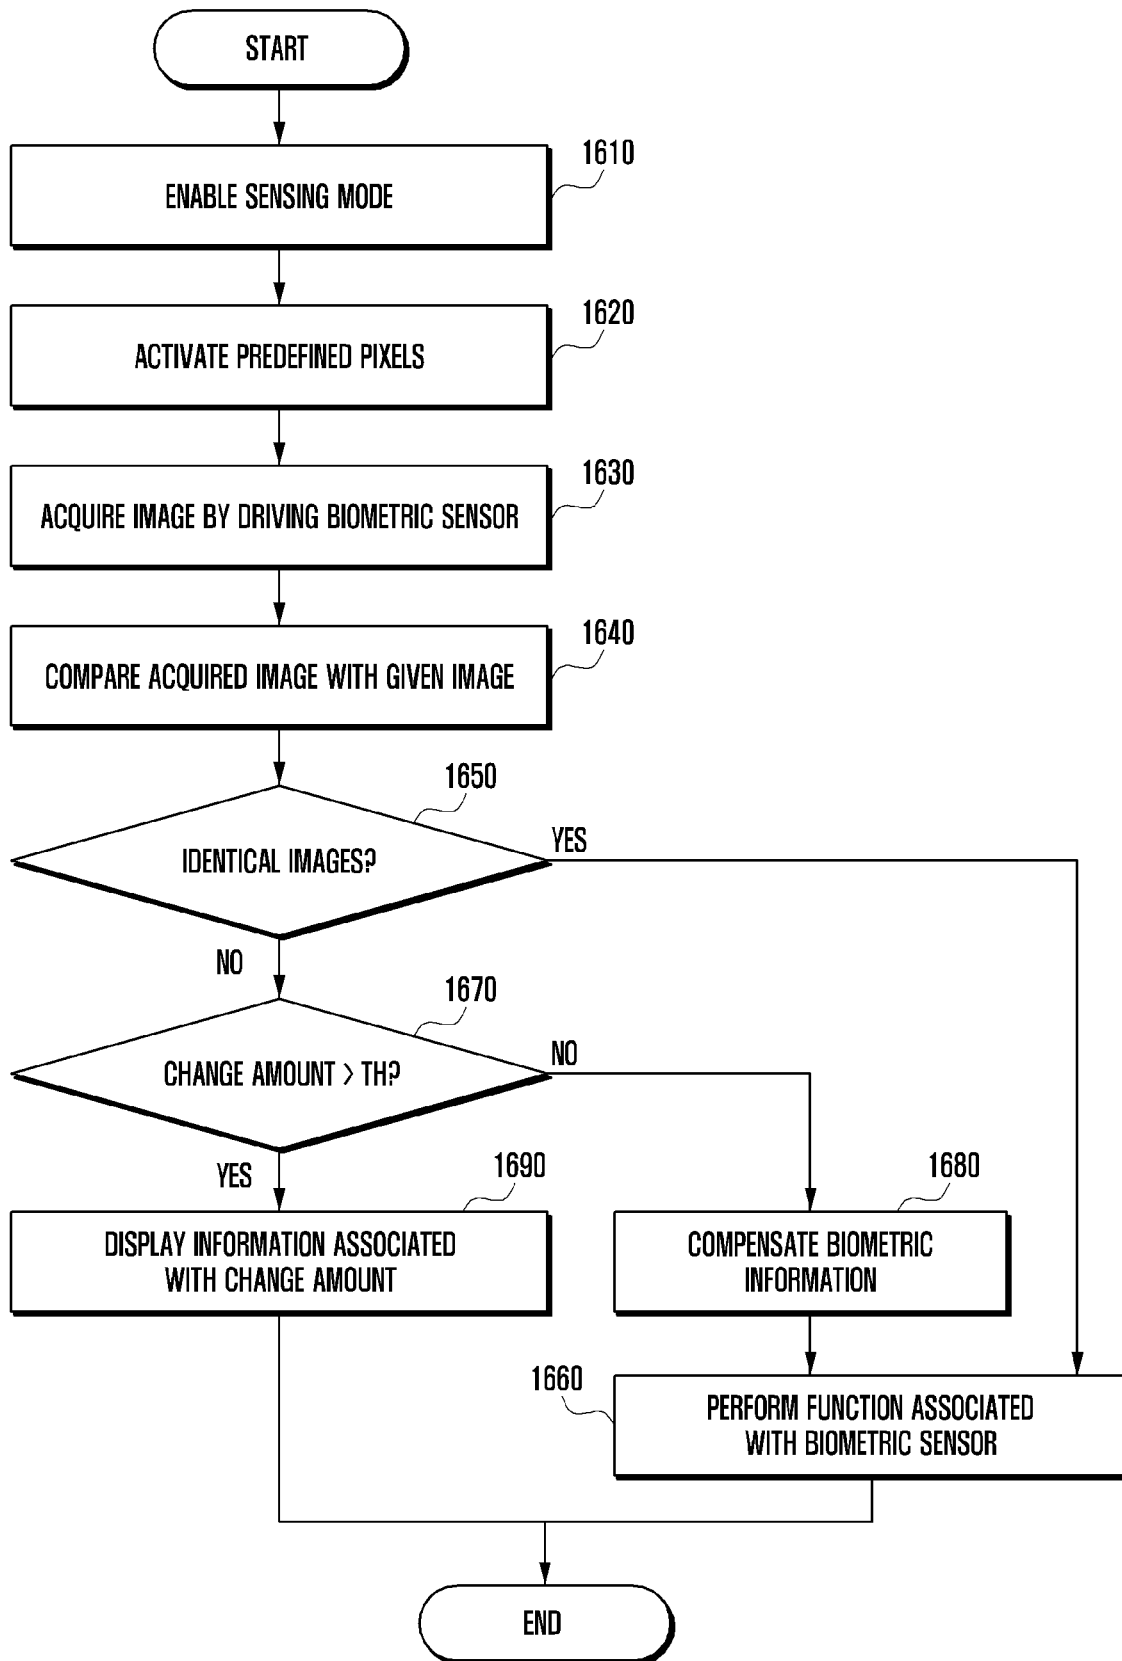 START
1610
ENABLE SENSING MODE
1620
ACTIVATE PREDEFINED PIXELS
1630
ACQUIRE IMAGE BY DRIVING BIOMETRIC SENSOR
1640
COMPARE ACQUIRED IMAGE WITH GIVEN IMAGE
1650
IDENTICAL IMAGES?
YES
NO
1670
CHANGE AMOUNT > TH?
NO
YES
1690
DISPLAY INFORMATION ASSOCIATED
WITH CHANGE AMOUNT
1680
COMPENSATE BIOMETRIC
INFORMATION
1660
PERFORM FUNCTION ASSOCIATED
WITH BIOMETRIC SENSOR
END